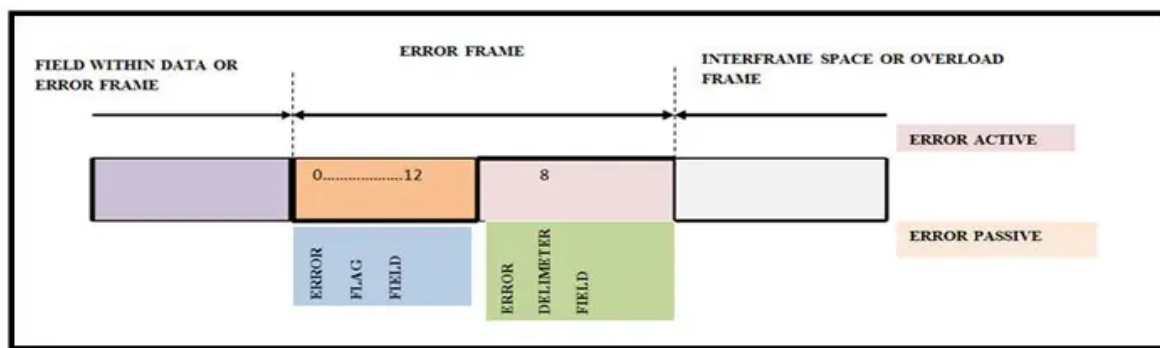 ERROR FRAME
FIELD WITHIN DATA OR
ERROR FRAME
INTERFRAME SPACE OR OVERLOAD
FRAME
ERROR ACTIVE
0...................12
8
ERROR PASSIVE
ERROR
FLAG
FIELD
ERROR
DELIMETER
FIELD